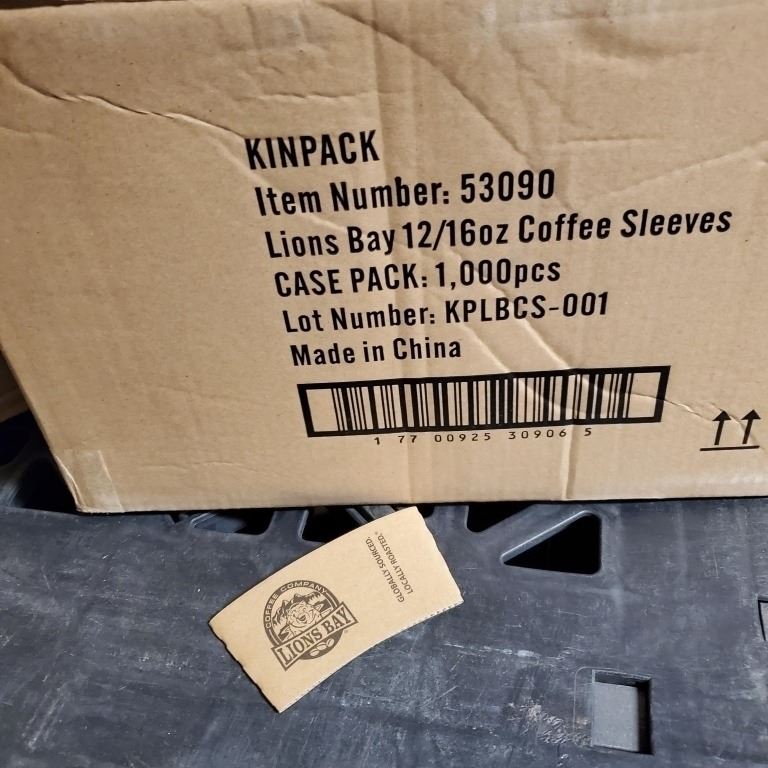 KINPACK
Item Number: 53090
Lions Bay 12/16oz Coffee Sleeves
CASE PACK: 1,000pcs
Lot Number: KPLBCS-001
Made in China
1 77 00925 30906 5
GLOBALLY SOURCED.
LOCALLY ROASTED.®
COFFEE COMPANY
LIONS BAY